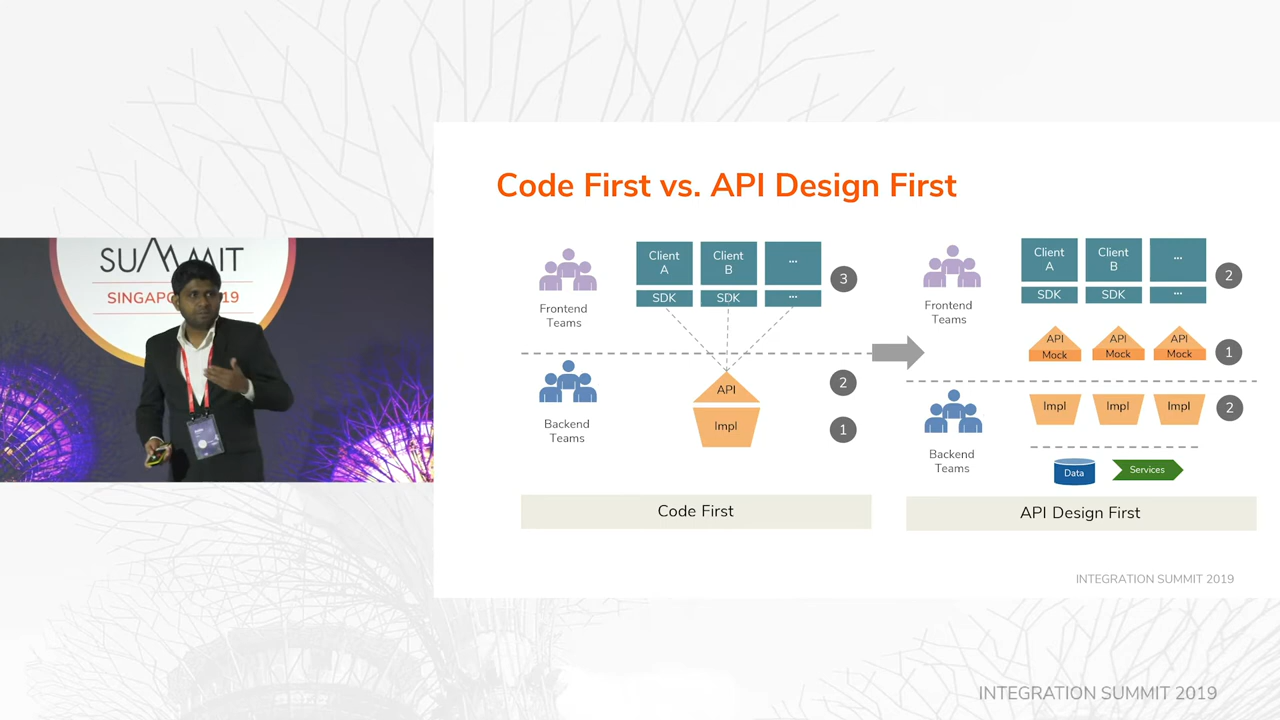 SUMMIT
SINGAPO
19
Code First vs. API Design First
Frontend
Teams
Client
A
Client
B
...
SDK
SDK
...
3
API
2
Impl
1
Backend
Teams
Code First
Frontend
Teams
Client
A
Client
B
...
SDK
SDK
...
2
API
Mock
API
Mock
API
Mock
1
Impl
Impl
Impl
2
Backend
Teams
Data
Services
API Design First
INTEGRATION SUMMIT 2019
INTEGRATION SUMMIT 2019